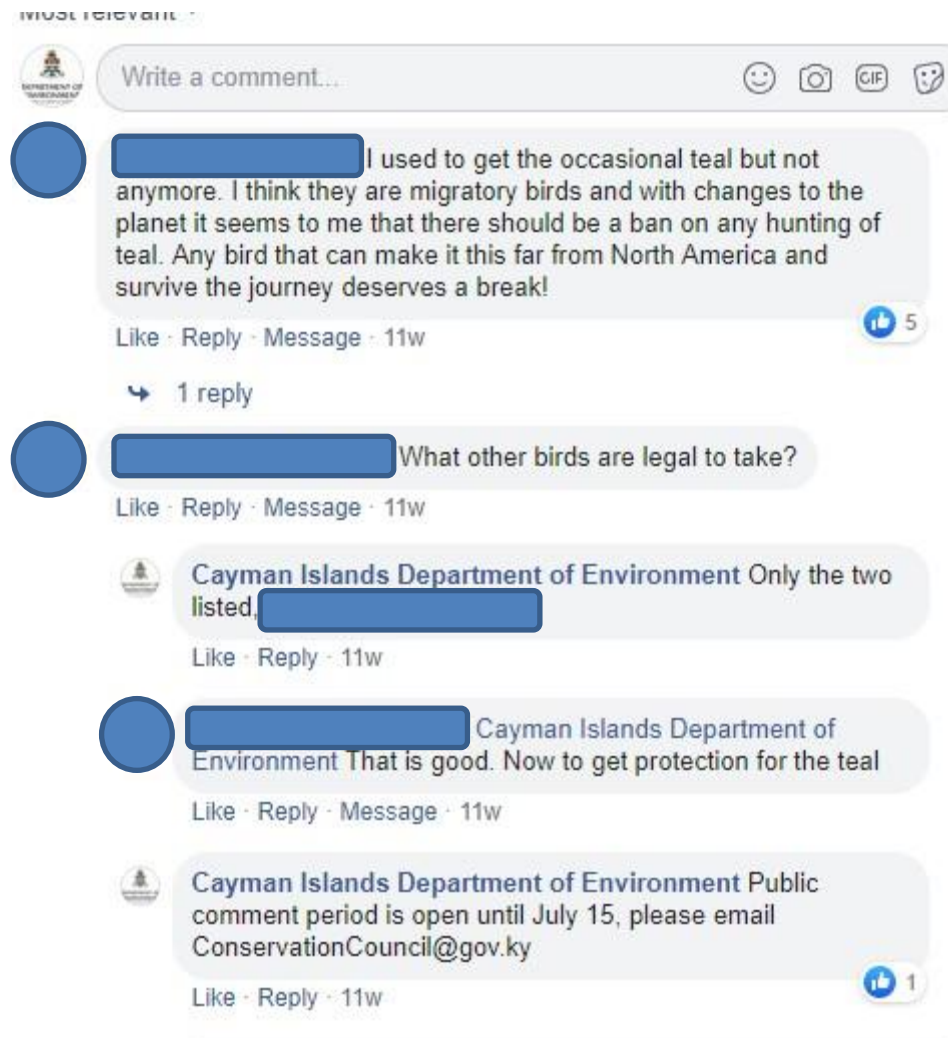 Most relevant
Write a comment...
GIF
I used to get the occasional teal but not
anymore. I think they are migratory birds and with changes to the
planet it seems to me that there should be a ban on any hunting of
teal. Any bird that can make it this far from North America and
survive the journey deserves a break!
5
Like · Reply · Message · 11w
1 reply
What other birds are legal to take?
Like · Reply · Message · 11w
Cayman Islands Department of Environment Only the two
listed,
Like · Reply · 11w
Cayman Islands Department of
Environment That is good. Now to get protection for the teal
Like · Reply · Message · 11w
Cayman Islands Department of Environment Public
comment period is open until July 15, please email
ConservationCouncil@gov.ky
1
Like · Reply · 11w